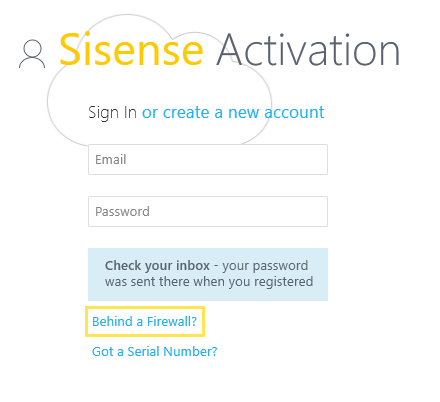 Sisense Activation
Sign In or create a new account
Email
Password
Check your inbox - your password
was sent there when you registered
Behind a Firewall?
Got a Serial Number?